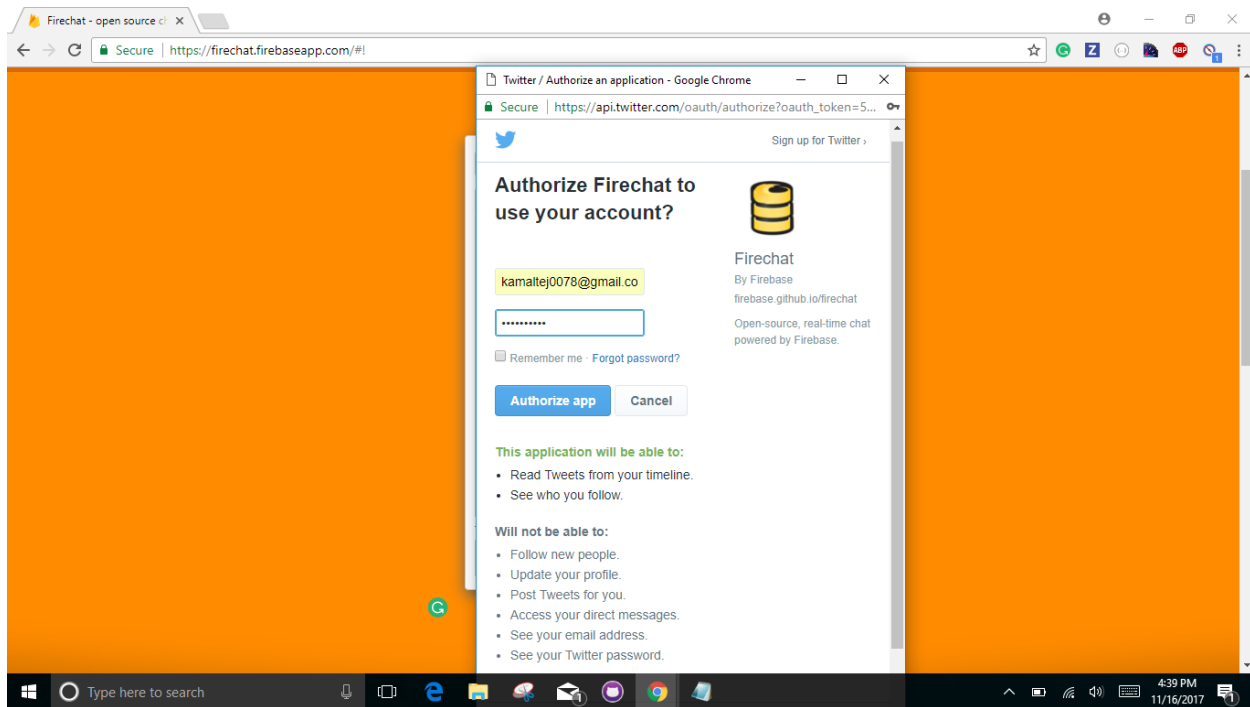 Firechat - open source ch
Secure | https://firechat.firebaseapp.com/#!
Z
ABP
1
Twitter / Authorize an application - Google Chrome
Secure | https://api.twitter.com/oauth/authorize?oauth_token=5...
Sign up for Twitter ›
Authorize Firechat to
use your account?
kamaltej0078@gmail.co
••••••••••
Remember me · Forgot password?
Authorize app Cancel
Firechat
By Firebase
firebase.github.io/firechat
Open-source, real-time chat
powered by Firebase.
This application will be able to:
• Read Tweets from your timeline.
• See who you follow.
Will not be able to:
• Follow new people.
• Update your profile.
• Post Tweets for you.
• Access your direct messages.
• See your email address.
• See your Twitter password.
G
Type here to search
1
4:39 PM
11/16/2017
1